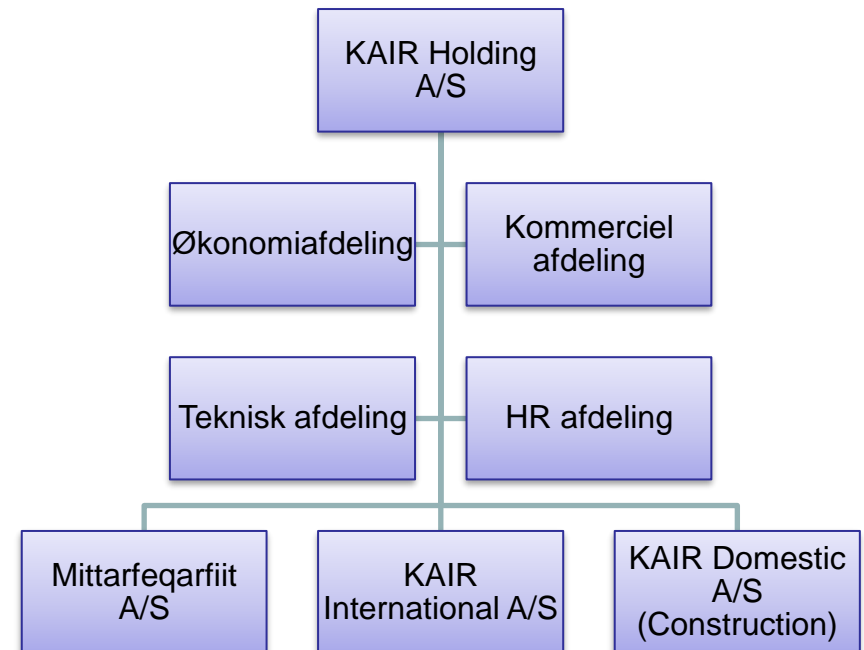 KAIR Holding
A/S
Økonomiafdeling
Kommerciel
afdeling
Teknisk afdeling
HR afdeling
Mittarfeqarfiit
A/S
KAIR
International A/S
KAIR Domestic
A/S
(Construction)